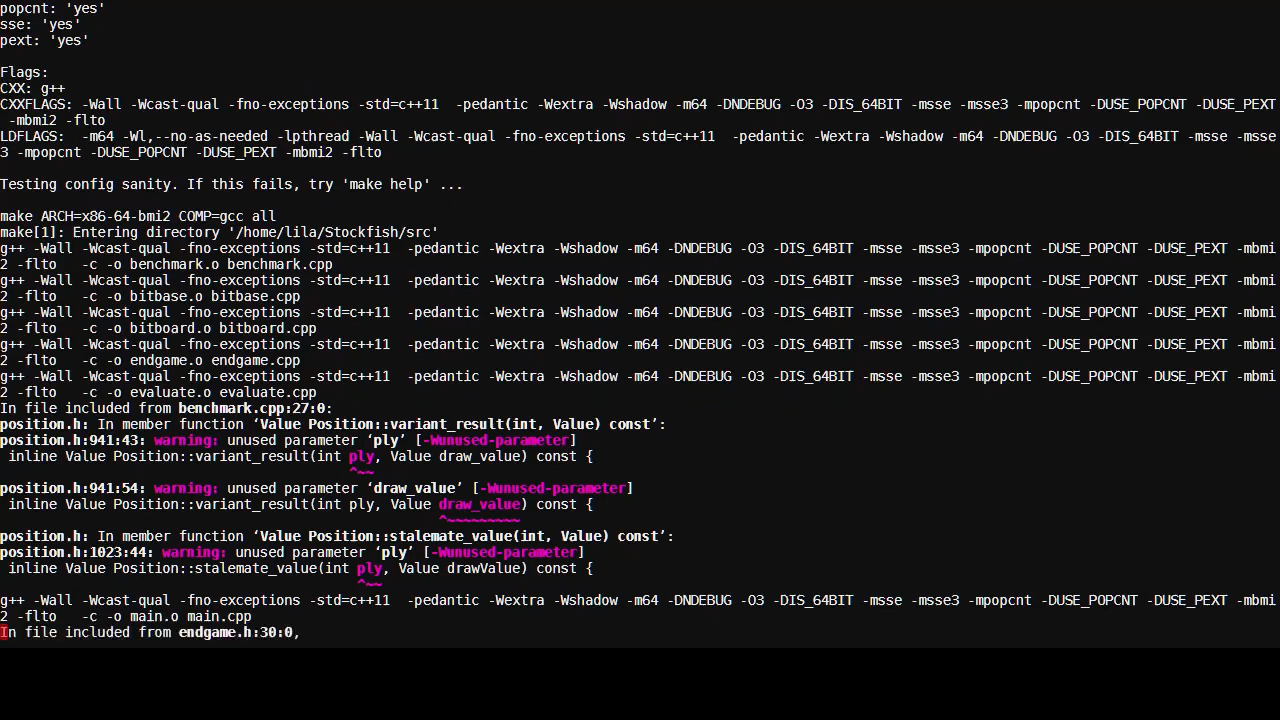 popcnt: 'yes'
sse: 'yes'
pext: 'yes'

Flags:
CXX: g++
CXXFLAGS: -Wall -Wcast-qual -fno-exceptions -std=c++11  -pedantic -Wextra -Wshadow -m64 -DNDEBUG -O3 -DIS_64BIT -msse -msse3 -mpopcnt -DUSE_POPCNT -DUSE_PEXT
 -mbmi2 -flto
LDFLAGS:  -m64 -Wl,--no-as-needed -lpthread -Wall -Wcast-qual -fno-exceptions -std=c++11  -pedantic -Wextra -Wshadow -m64 -DNDEBUG -O3 -DIS_64BIT -msse -msse
3 -mpopcnt -DUSE_POPCNT -DUSE_PEXT -mbmi2 -flto

Testing config sanity. If this fails, try 'make help' ...

make ARCH=x86-64-bmi2 COMP=gcc all
make[1]: Entering directory '/home/lila/Stockfish/src'
g++ -Wall -Wcast-qual -fno-exceptions -std=c++11  -pedantic -Wextra -Wshadow -m64 -DNDEBUG -O3 -DIS_64BIT -msse -msse3 -mpopcnt -DUSE_POPCNT -DUSE_PEXT -mbmi
2 -flto   -c -o benchmark.o benchmark.cpp
g++ -Wall -Wcast-qual -fno-exceptions -std=c++11  -pedantic -Wextra -Wshadow -m64 -DNDEBUG -O3 -DIS_64BIT -msse -msse3 -mpopcnt -DUSE_POPCNT -DUSE_PEXT -mbmi
2 -flto   -c -o bitbase.o bitbase.cpp
g++ -Wall -Wcast-qual -fno-exceptions -std=c++11  -pedantic -Wextra -Wshadow -m64 -DNDEBUG -O3 -DIS_64BIT -msse -msse3 -mpopcnt -DUSE_POPCNT -DUSE_PEXT -mbmi
2 -flto   -c -o bitboard.o bitboard.cpp
g++ -Wall -Wcast-qual -fno-exceptions -std=c++11  -pedantic -Wextra -Wshadow -m64 -DNDEBUG -O3 -DIS_64BIT -msse -msse3 -mpopcnt -DUSE_POPCNT -DUSE_PEXT -mbmi
2 -flto   -c -o endgame.o endgame.cpp
g++ -Wall -Wcast-qual -fno-exceptions -std=c++11  -pedantic -Wextra -Wshadow -m64 -DNDEBUG -O3 -DIS_64BIT -msse -msse3 -mpopcnt -DUSE_POPCNT -DUSE_PEXT -mbmi
2 -flto   -c -o evaluate.o evaluate.cpp
In file included from benchmark.cpp:27:0:
position.h: In member function ‘Value Position::variant_result(int, Value) const’:
position.h:941:43: warning: unused parameter ‘ply’ [-Wunused-parameter]
 inline Value Position::variant_result(int ply, Value draw_value) const {
                                           ^~~
position.h:941:54: warning: unused parameter ‘draw_value’ [-Wunused-parameter]
 inline Value Position::variant_result(int ply, Value draw_value) const {
                                                      ^~~~~~~~~~
position.h: In member function ‘Value Position::stalemate_value(int, Value) const’:
position.h:1023:44: warning: unused parameter ‘ply’ [-Wunused-parameter]
 inline Value Position::stalemate_value(int ply, Value drawValue) const {
                                            ^~~
g++ -Wall -Wcast-qual -fno-exceptions -std=c++11  -pedantic -Wextra -Wshadow -m64 -DNDEBUG -O3 -DIS_64BIT -msse -msse3 -mpopcnt -DUSE_POPCNT -DUSE_PEXT -mbmi
2 -flto   -c -o main.o main.cpp
In file included from endgame.h:30:0,